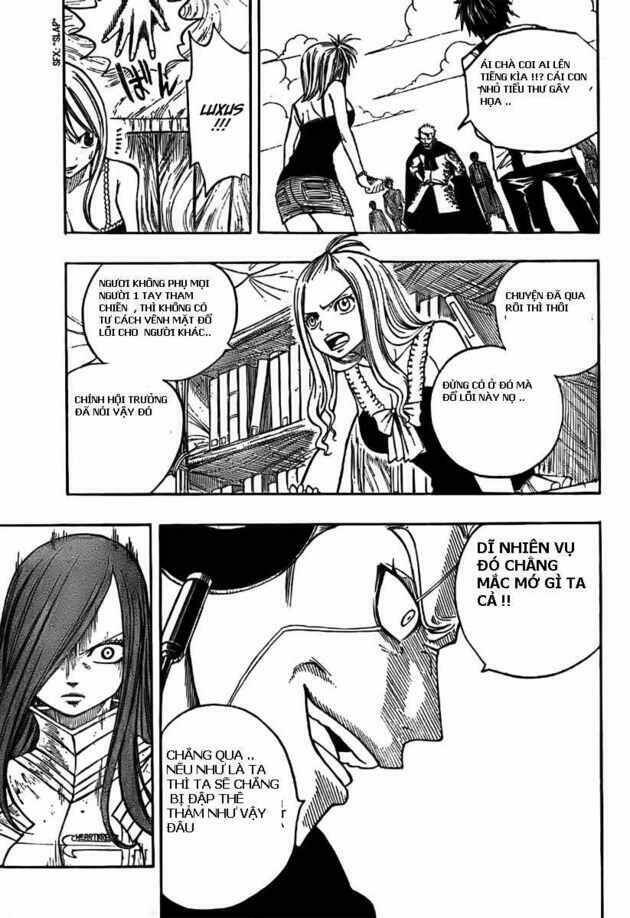 ÁI CHÀ COI AI LÊN
TIẾNG KÌA !!!? CÁI CON
NHỎ TIỂU THƯ GÂY
HỌA ..
LUXUS
!!!
ばん
SFX: "SLAP"
CHUYỆN ĐÃ QUA
RỒI THÌ THÔI
ĐỪNG CÓ Ở ĐÓ MÀ
ĐỔ LỖI NÀY NỌ ..
NGƯƠI KHÔNG PHỤ MỌI
NGƯỜI 1 TAY THAM
CHIẾN , THÌ KHÔNG CÓ
TƯ CÁCH VÊNH MẶT ĐỔ
LỖI CHO NGƯỜI KHÁC..
CHÍNH HỘI TRƯỞNG
ĐÃ NÓI VẬY ĐÓ
DĨ NHIÊN VỤ
ĐÓ CHẲNG
MẮC MỚ GÌ TA
CẢ !!
CHẲNG QUA ..
NẾU NHƯ LÀ TA
THÌ TA SẼ CHẲNG
BỊ ĐẬP THÊ
THẢM NHƯ VẬY
ĐÂU